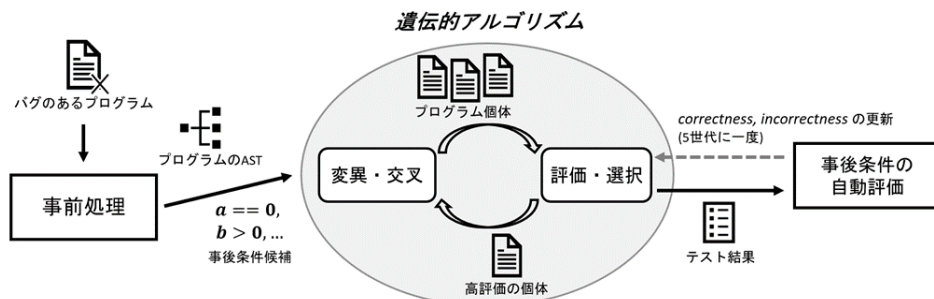 遺伝的アルゴリズム
バグのあるプログラム
プログラムのAST
事前処理
a == 0,
b > 0, ...
事後条件候補
プログラム個体
変異・交叉
評価・選択
高評価の個体
correctness, incorrectness の更新
(5世代に一度)
事後条件の
自動評価
テスト結果